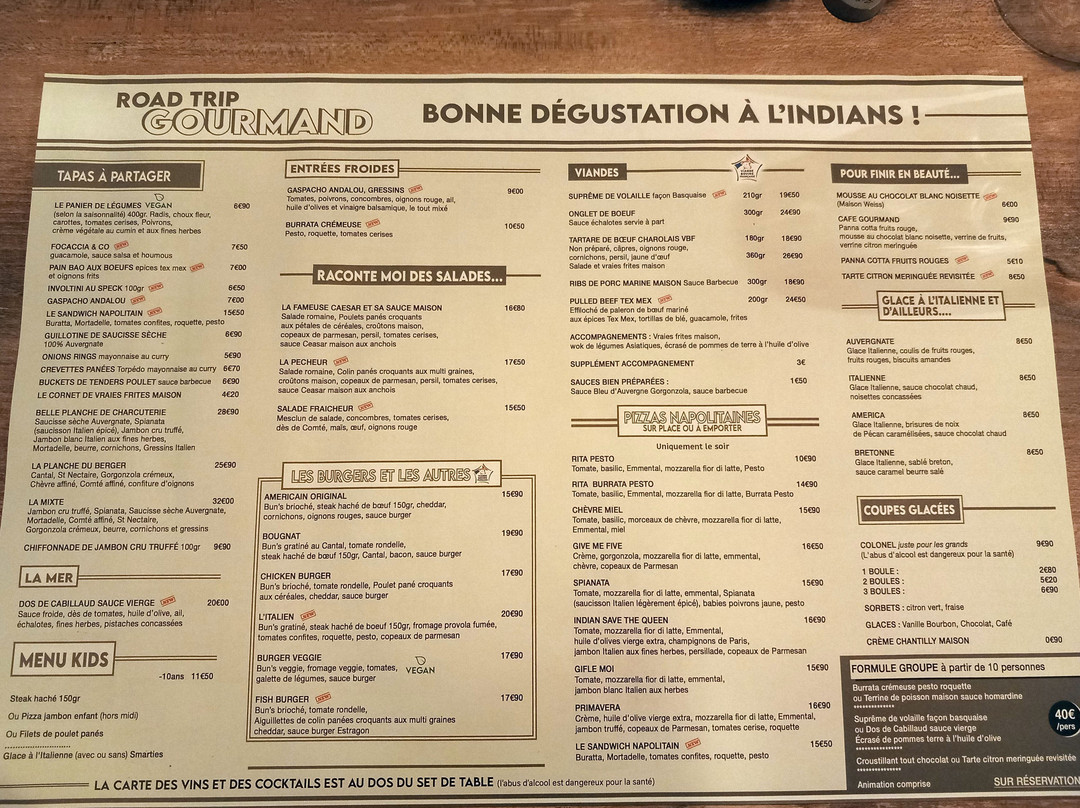 ROAD TRIP
GOURMAND
BONNE DÉGUSTATION À L'INDIANS !
TAPAS À PARTAGER
LE PANIER DE LÉGUMES VEGAN 6€90
(selon la saisonnalité) 400gr. Radis, choux fleur,
carottes, tomates cerises, Poivrons,
crème végétale au cumin et aux fines herbes
FOCACCIA & CO NEW 7€50
guacamole, sauce salsa et houmous
PAIN BAO AUX BOEUFS epices tex mex NEW 7€00
et oignons frits
INVOLTINI AU SPECK 100gr NEW 6€50
GASPACHO ANDALOU NEW 7€00
LE SANDWICH NAPOLITAIN NEW 15€50
Buratta, Mortadelle, tomates confites, roquette, pesto
GUILLOTINE DE SAUCISSE SÈCHE 8€90
100% Auvergnate
ONIONS RINGS mayonnaise au curry 5€90
CREVETTES PANÉES Torpédo mayonnaise au curry 6€70
BUCKETS DE TENDERS POULET sauce barbecue 6€90
LE CORNET DE VRAIES FRITES MAISON 4€20
BELLE PLANCHE DE CHARCUTERIE 28€90
Saucisse sèche Auvergnate, Spianata
(saucisson Italien épicé), Jambon cru truffé,
Jambon blanc Italien aux fines herbes,
Mortadelle, beurre, cornichons, Gressins Italien
LA PLANCHE DU BERGER 25€90
Cantal, St Nectaire, Gorgonzola crémeux,
Chèvre affiné, Comté affiné, confiture d'oignons
LA MIXTE 32€00
Jambon cru truffé, Spianata, Saucisse sèche Auvergnate,
Mortadelle, Comté affiné, St Nectaire,
Gorgonzola crémeux, beurre, cornichons et gressins
CHIFFONNADE DE JAMBON CRU TRUFFÉ 100gr 9€90
LA MER
DOS DE CABILLAUD SAUCE VIERGE NEW 20€00
Sauce froide, dès de tomates, huile d'olive, ail,
échalotes, fines herbes, pistaches concassées
MENU KIDS
-10ans 11€50
Steak haché 150gr
Ou Pizza jambon enfant (hors midi)
Ou Filets de poulet panés
Glace à l'Italienne (avec ou sans) Smarties
ENTRÉES FROIDES
GASPACHO ANDALOU, GRESSINS NEW 9€00
Tomates, poivrons, concombres, oignons rouge, ail,
huile d'olives et vinaigre balsamique, le tout mixé
BURRATA CRÉMEUSE NEW 10€50
Pesto, roquette, tomates cerises
RACONTE MOI DES SALADES...
LA FAMEUSE CAESAR ET SA SAUCE MAISON 16€80
Salade romaine, Poulets panés croquants
aux pétales de céréales, croûtons maison,
copeaux de parmesan, persil, tomates cerises,
sauce Ceasar maison aux anchois
LA PECHEUR NEW 17€50
Salade romaine, Colin panés croquants aux multi graines,
croûtons maison, copeaux de parmesan, persil, tomates cerises,
sauce Ceasar maison aux anchois
SALADE FRAICHEUR NEW 15€50
Mesclun de salade, concombres, tomates cerises,
dès de Comté, maïs, œuf, oignons rouge
LES BURGERS ET LES AUTRES
AMERICAIN ORIGINAL 15€90
Bun's brioché, steak haché de bœuf 150gr, cheddar,
cornichons, oignons rouges, sauce burger
BOUGNAT 19€90
Bun's gratiné au Cantal, tomate rondelle,
steak haché de bœuf 150gr, Cantal, bacon, sauce burger
CHICKEN BURGER 17€90
Bun's brioché, tomate rondelle, Poulet pané croquants
aux céréales, cheddar, sauce burger
L'ITALIEN NEW 20€90
Bun's gratiné, steak haché de boeuf 150gr, fromage provola fumée,
tomates confites, roquette, pesto, copeaux de parmesan
BURGER VEGGIE 17€90
Bun's veggie, fromage veggie, tomates, VEGAN
galette de légumes, sauce burger
FISH BURGER NEW 17€90
Bun's brioché, tomate rondelle,
Aiguillettes de colin panées croquants aux multi graines
cheddar, sauce burger Estragon
VIANDES
VIANDE BOVINE FRANÇAISE
SUPRÊME DE VOLAILLE façon Basquaise NEW 210gr 19€50
ONGLET DE BOEUF 300gr 24€90
Sauce échalotes servie à part
TARTARE DE BŒUF CHAROLAIS VBF 180gr 18€90
Non préparé, câpres, oignons rouge,
cornichons, persil, jaune d'œuf 360gr 26€90
Salade et vraies frites maison
RIBS DE PORC MARINE MAISON Sauce Barbecue 300gr 18€90
PULLED BEEF TEX MEX NEW 200gr 24€50
Effiloché de paleron de bœuf mariné
aux épices Tex Mex, tortillas de blé, guacamole, frites
ACCOMPAGNEMENTS : Vraies frites maison,
wok de légumes Asiatiques, écrasé de pommes de terre à l'huile d'olive
SUPPLÉMENT ACCOMPAGNEMENT 3€
SAUCES BIEN PRÉPARÉES : 1€50
Sauce Bleu d'Auvergne Gorgonzola, sauce barbecue
PIZZAS NAPOLITAINES
SUR PLACE OU A EMPORTER
Uniquement le soir
RITA PESTO 10€90
Tomate, basilic, Emmental, mozzarella fior di latte, Pesto
RITA BURRATA PESTO 14€90
Tomate, basilic, Emmental, mozzarella fior di latte, Burrata Pesto
CHÈVRE MIEL 15€90
Tomate, basilic, morceaux de chèvre, mozzarella fior di latte,
Emmental, miel
GIVE ME FIVE 16€50
Crème, gorgonzola, mozzarella fior di latte, emmental,
chèvre, copeaux de Parmesan
SPIANATA 15€90
Tomate, mozzarella fior di latte, emmental, Spianata
(saucisson Italien légèrement épicé), babies poivrons jaune, pesto
INDIAN SAVE THE QUEEN 16€90
Tomate, mozzarella fior di latte, Emmental,
huile d'olives vierge extra, champignons de Paris,
jambon Italien aux fines herbes, persillade, copeaux de Parmesan
GIFLE MOI 15€90
Tomate, mozzarella fior di latte, emmental,
jambon blanc Italien aux herbes
PRIMAVERA 16€90
Crème, huile d'olive vierge extra, mozzarella fior di latte, Emmental,
jambon truffé, copeaux de Parmesan, tomates cerise, roquette
LE SANDWICH NAPOLITAIN NEW 15€50
Buratta, Mortadelle, tomates confites, roquette, pesto
POUR FINIR EN BEAUTÉ...
MOUSSE AU CHOCOLAT BLANC NOISETTE NEW
(Maison Weiss) 6€00
CAFE GOURMAND 9€90
Panna cotta fruits rouge,
mousse au chocolat blanc noisette, verrine de fruits,
verrine citron meringuée
PANNA COTTA FRUITS ROUGES NEW 5€10
TARTE CITRON MERINGUÉE REVISITÉE NEW 8€50
GLACE À L'ITALIENNE ET
D'AILLEURS....
AUVERGNATE 8€50
Glace Italienne, coulis de fruits rouges,
fruits rouges, biscuits amandes
ITALIENNE 8€50
Glace Italienne, sauce chocolat chaud,
noisettes concassées
AMERICA 8€50
Glace Italienne, brisures de noix
de Pécan caramélisées, sauce chocolat chaud
BRETONNE 8€50
Glace Italienne, sablé breton,
sauce caramel beurre salé
COUPES GLACÉES
COLONEL juste pour les grands 9€90
(L'abus d'alcool est dangereux pour la santé)
1 BOULE : 2€80
2 BOULES : 5€20
3 BOULES : 6€90
SORBETS : citron vert, fraise
GLACES : Vanille Bourbon, Chocolat, Café
CRÈME CHANTILLY MAISON 0€90
FORMULE GROUPE à partir de 10 personnes
Burrata crémeuse pesto roquette
ou Terrine de poisson maison sauce homardine
**************
Suprême de volaille façon basquaise
ou Dos de Cabillaud sauce vierge
Écrasé de pommes terre à l'huile d'olive
**************
Croustillant tout chocolat ou Tarte citron meringuée revisitée
**************
Animation comprise
40€
/pers
SUR RÉSERVATION
LA CARTE DES VINS ET DES COCKTAILS EST AU DOS DU SET DE TABLE (l'abus d'alcool est dangereux pour la santé)